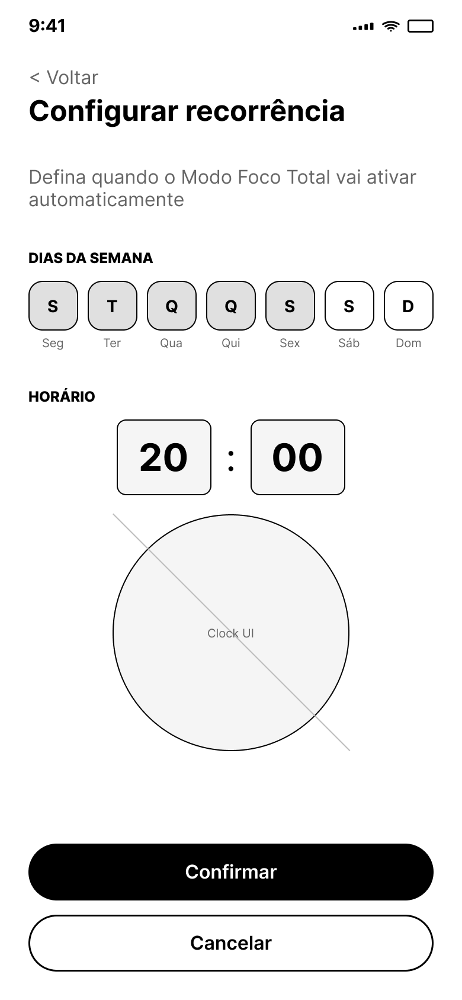 9:41
< Voltar
Configurar recorrência
Defina quando o Modo Foco Total vai ativar
automaticamente
DIAS DA SEMANA
S T Q Q S S D
Seg Ter Qua Qui Sex Sáb Dom
HORÁRIO
20 : 00
Clock UI
Confirmar
Cancelar